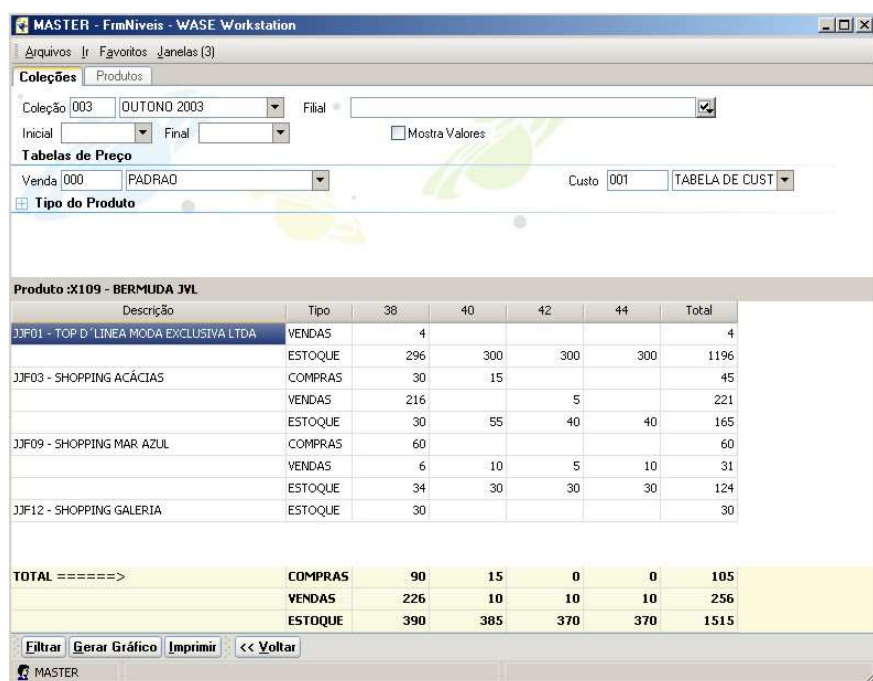 MASTER - FrmNiveis - WASE Workstation
Arquivos Ir Favoritos Janelas (3)
Coleções Produtos
Coleção 003 OUTONO 2003 Filial
Inicial Final Mostra Valores
Tabelas de Preço
Venda 000 PADRAO Custo 001 TABELA DE CUST
Tipo do Produto
Produto :X109 - BERMUDA JVL
Descrição Tipo 38 40 42 44 Total
JJF01 - TOP D´LINEA MODA EXCLUSIVA LTDA VENDAS 4 4
ESTOQUE 296 300 300 300 1196
JJF03 - SHOPPING ACÁCIAS COMPRAS 30 15 45
VENDAS 216 5 221
ESTOQUE 30 55 40 40 165
JJF09 - SHOPPING MAR AZUL COMPRAS 60 60
VENDAS 6 10 5 10 31
ESTOQUE 34 30 30 30 124
JJF12 - SHOPPING GALERIA ESTOQUE 30 30
TOTAL ======> COMPRAS 90 15 0 0 105
VENDAS 226 10 10 10 256
ESTOQUE 390 385 370 370 1515
Filtrar Gerar Gráfico Imprimir << Voltar
MASTER